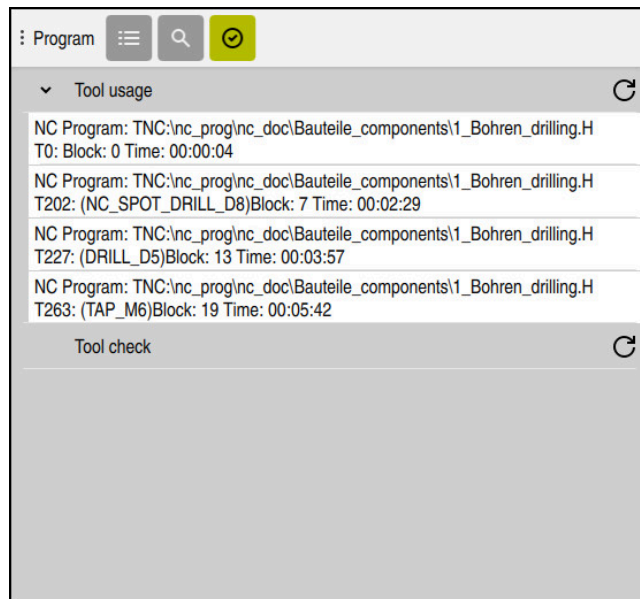 Program
Tool usage
NC Program: TNC:\nc_prog\nc_doc\Bauteile_components\1_Bohren_drilling.H
T0: Block: 0 Time: 00:00:04
NC Program: TNC:\nc_prog\nc_doc\Bauteile_components\1_Bohren_drilling.H
T202: (NC_SPOT_DRILL_D8)Block: 7 Time: 00:02:29
NC Program: TNC:\nc_prog\nc_doc\Bauteile_components\1_Bohren_drilling.H
T227: (DRILL_D5)Block: 13 Time: 00:03:57
NC Program: TNC:\nc_prog\nc_doc\Bauteile_components\1_Bohren_drilling.H
T263: (TAP_M6)Block: 19 Time: 00:05:42
Tool check